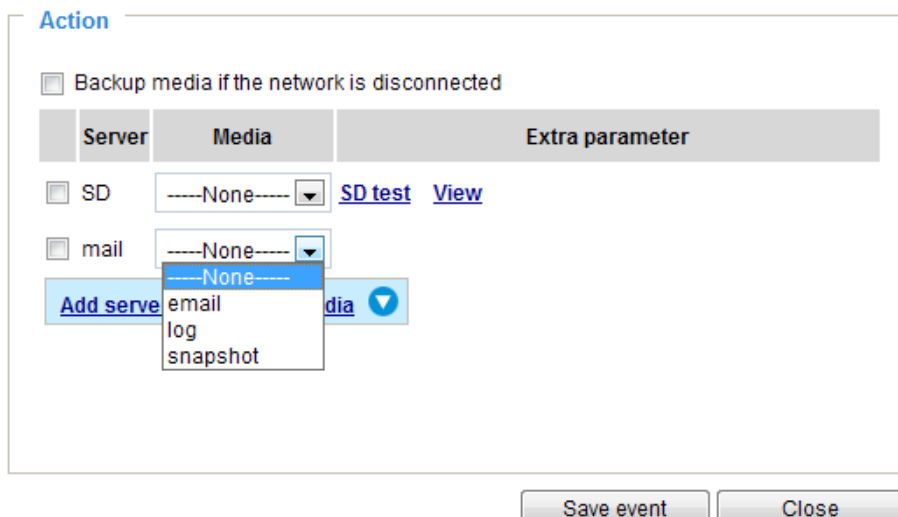 Action
Backup media if the network is disconnected
Server Media Extra parameter
SD -----None----- SD test View
mail -----None-----
-----None-----
Add serve dia
email
log
snapshot
Save event Close